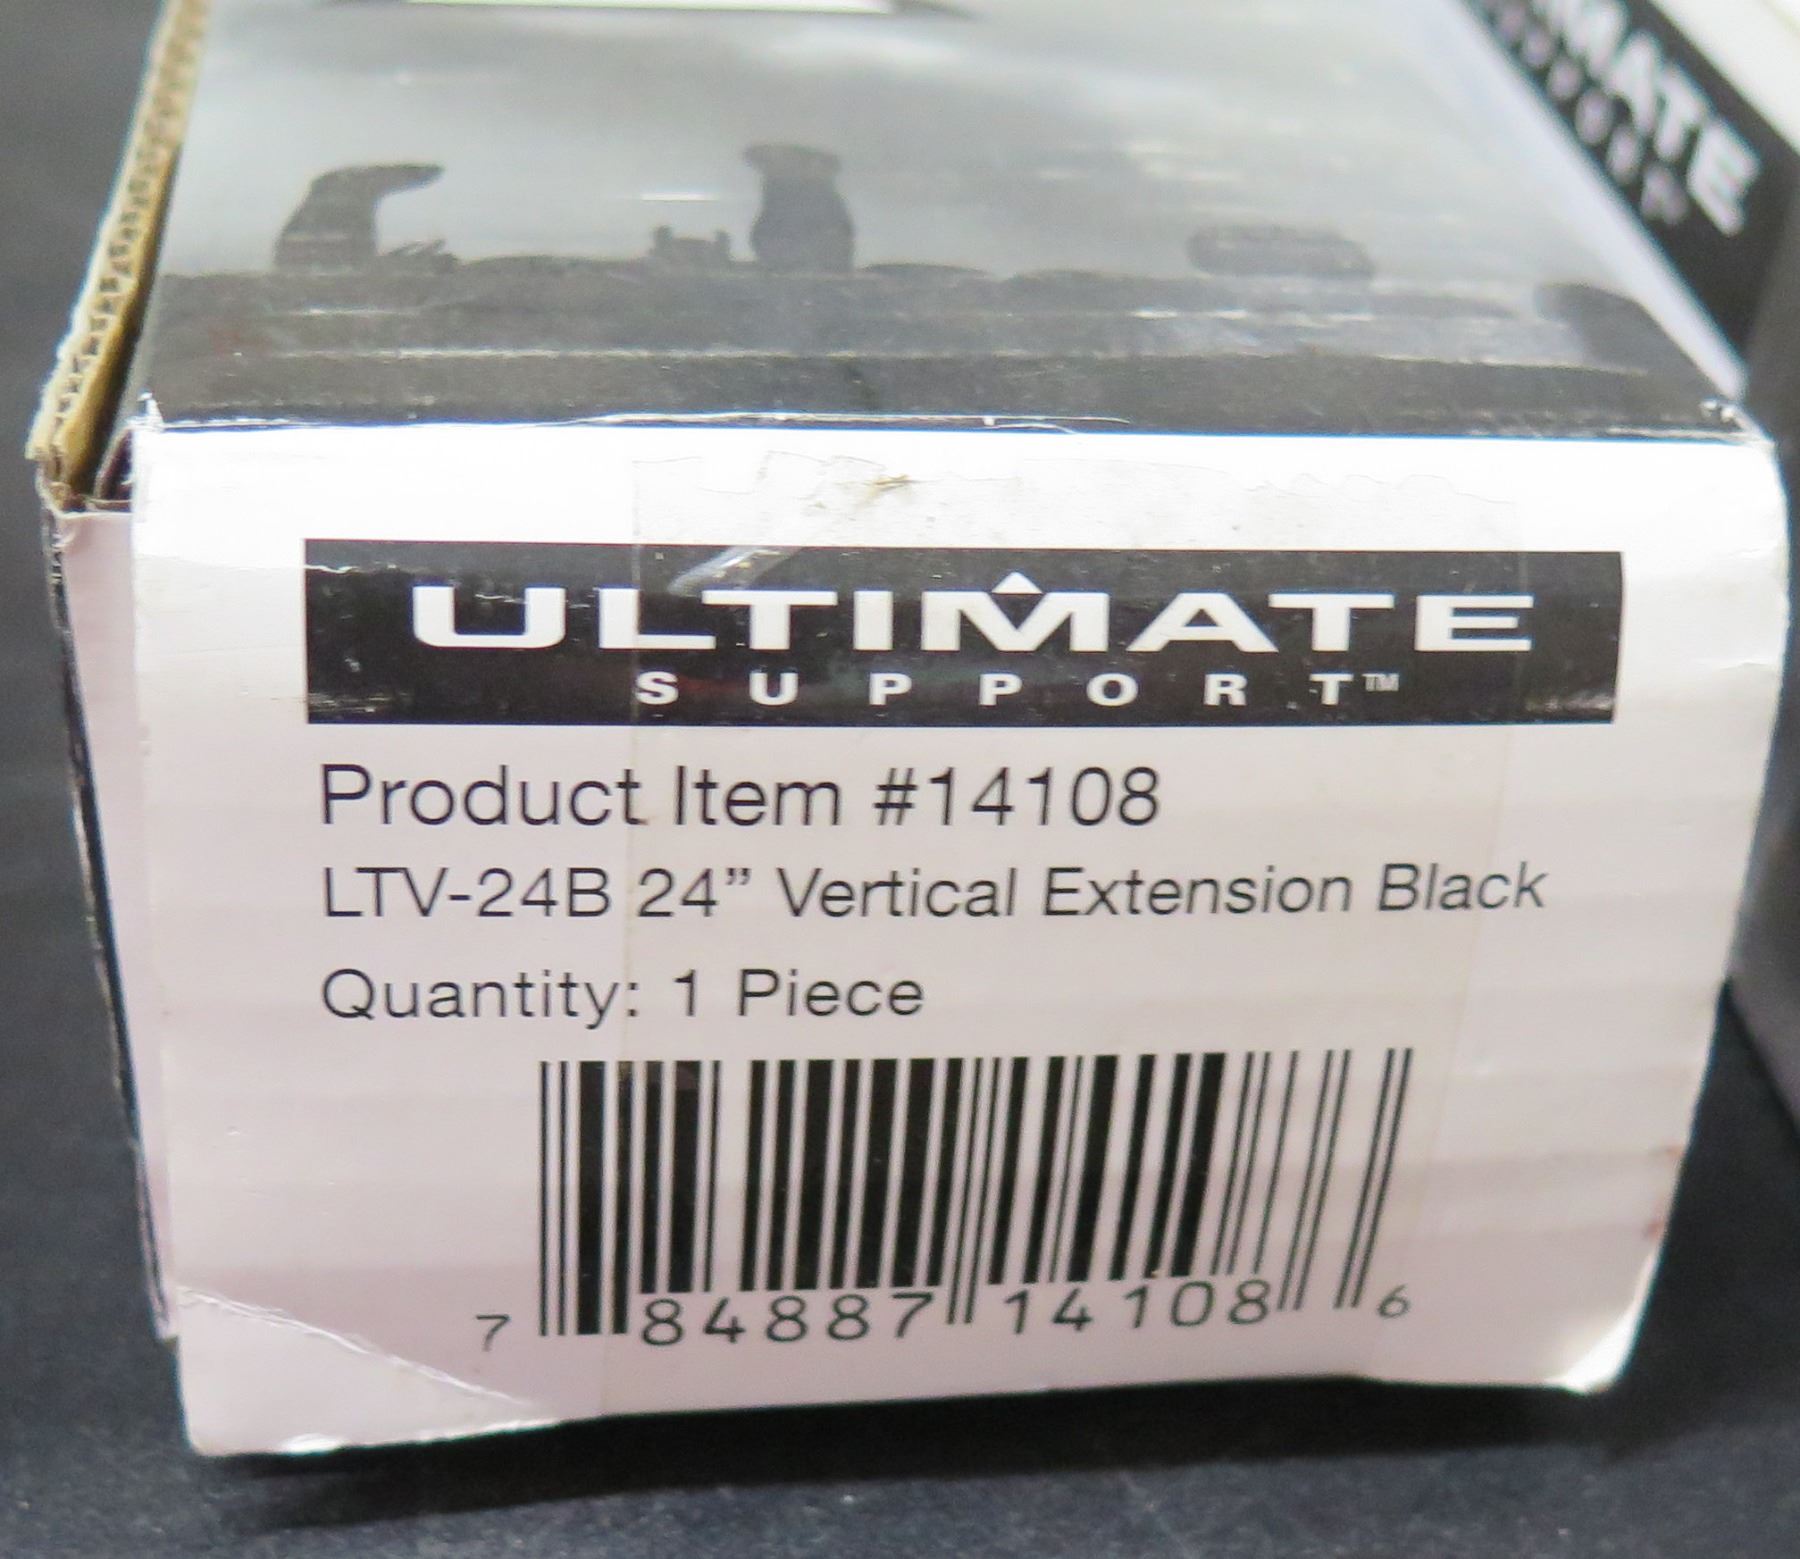 ULTIMATE
SUPPORT™
Product Item #14108
LTV-24B 24” Vertical Extension Black
Quantity: 1 Piece
7 84887 14108 6